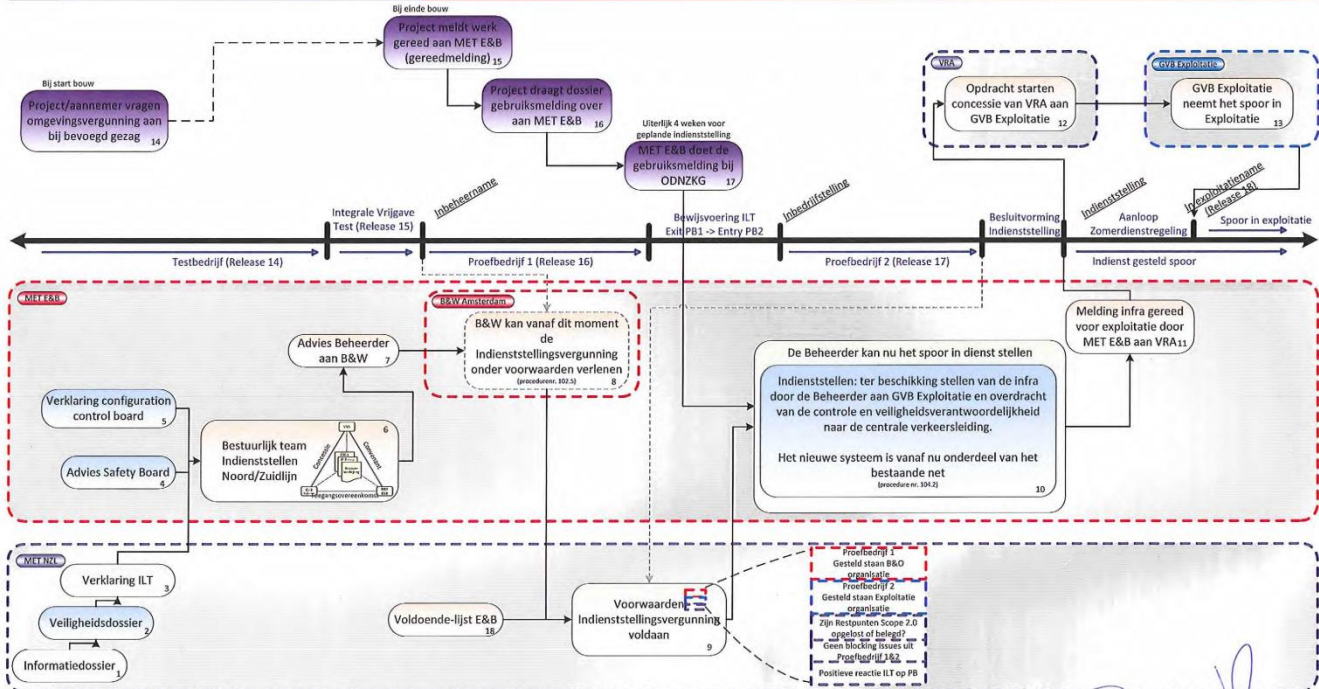 Bij einde bouw
Project meldt werk
gereed aan MET E&B
(gereedmelding)
15
Bij start bouw
Project/aannemer vragen
omgevingsvergunning aan
bij bevoegd gezag
14
Project draagt dossier
gebruiksmelding over
aan MET E&B
16
Uiterlijk 4 weken voor
geplande indienststelling
MET E&B doet de
gebruiksmelding bij
ODNZKG
17
VRA
Opdracht starten
concessie van VRA aan
GVB Exploitatie
12
GVB Exploitatie
GVB Exploitatie
neemt het spoor in
Exploitatie
13
Integrale Vrijgave
Test (Release 15)
Inbeheername
Bewijsvoering ILT
Exit PB1 -> Entry PB2
Inbedrijfstelling
Besluitvorming
Indienststelling
Indienststelling
Aanloop
Zomerdienstregeling
In exploitatiename
(Release 18)
Spoor in exploitatie
Testbedrijf (Release 14)
Proefbedrijf 1 (Release 16)
Proefbedrijf 2 (Release 17)
Indienst gesteld spoor
MET E&B
B&W Amsterdam
B&W kan vanaf dit moment
de
Indienststellingsvergunning
onder voorwaarden verlenen
(procedurenr. 102.5)
8
Advies Beheerder
aan B&W
7
Melding infra gereed
voor exploitatie door
MET E&B aan VRA
11
De Beheerder kan nu het spoor in dienst stellen
Indienststellen: ter beschikking stellen van de infra
door de Beheerder aan GVB Exploitatie en overdracht
van de controle en veiligheidsverantwoordelijkheid
naar de centrale verkeersleiding.
Het nieuwe systeem is vanaf nu onderdeel van het
bestaande net
(procedure nr. 104.2)
10
Verklaring configuration
control board
5
Advies Safety Board
4
Bestuurlijk team
Indienststellen
Noord/Zuidlijn
6
VRA
Concessie
Convenant
Toegangsovereenkomst
MET NZL
Verklaring ILT
3
Veiligheidsdossier
2
Informatiedossier
1
Voldoende-lijst E&B
18
Voorwaarden
Indienststellingsvergunning
voldaan
9
Proefbedrijf 1
Gesteld staan B&O
organisatie
Proefbedrijf 2
Gesteld staan Exploitatie
organisatie
Zijn Restpunten Scope 2.0
opgelost of belegd?
Geen blocking issues uit
Proefbedrijf 1&2
Positieve reactie ILT op PB